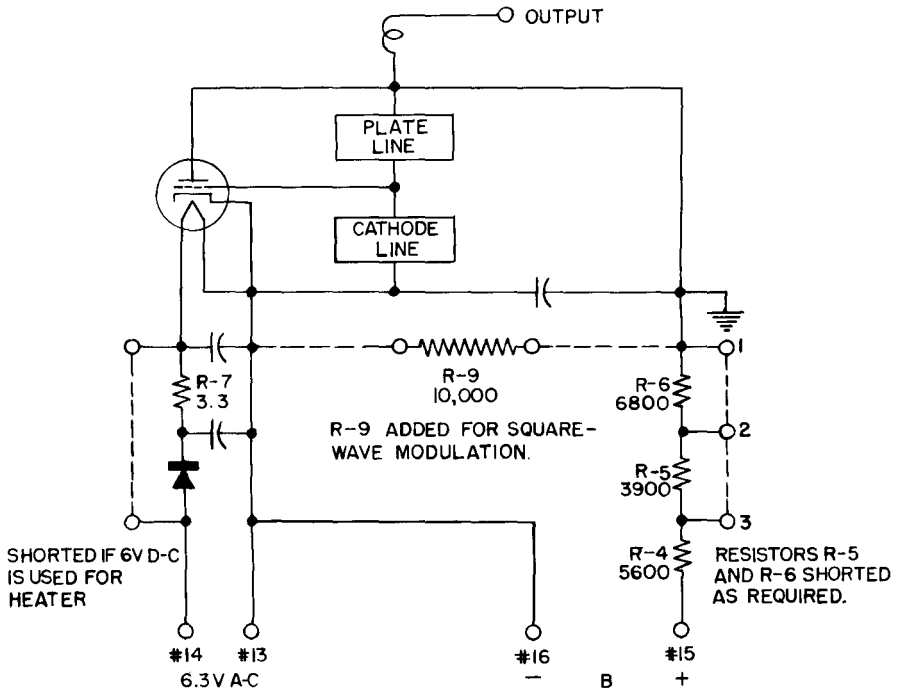 OUTPUT
PLATE
LINE
CATHODE
LINE
1
R-7
3.3
R-9
10,000
R-6
6800
R-9 ADDED FOR SQUARE-
WAVE MODULATION.
2
R-5
3900
3
SHORTED IF 6V D-C
IS USED FOR
HEATER
R-4
5600
RESISTORS R-5
AND R-6 SHORTED
AS REQUIRED.
#14 #13
6.3V A-C
#16
#15
− B +